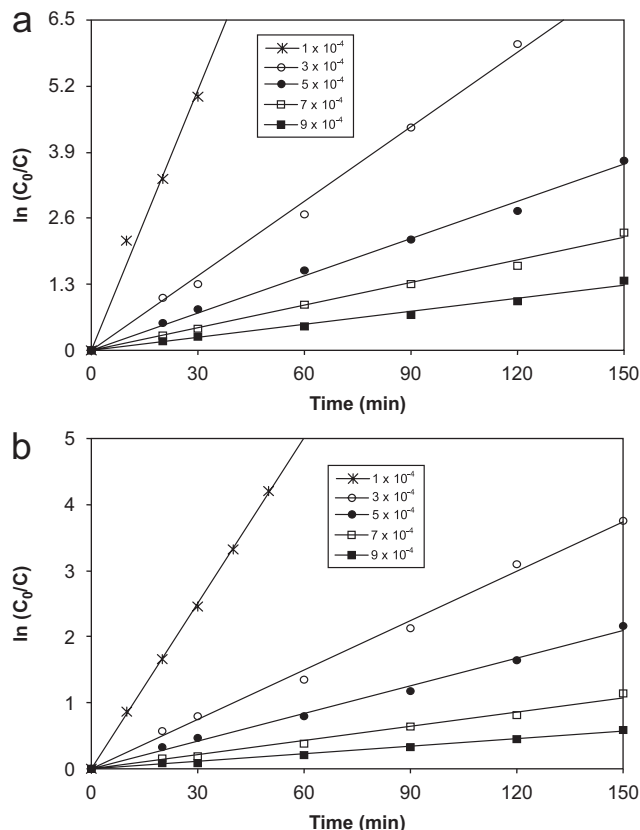 a
6.5
5.2
3.9
2.6
1.3
0
ln (C₀/C)
1 x 10⁻⁴
3 x 10⁻⁴
5 x 10⁻⁴
7 x 10⁻⁴
9 x 10⁻⁴
0 30 60 90 120 150
Time (min)
b
5
4
3
2
1
0
ln (C₀/C)
1 x 10⁻⁴
3 x 10⁻⁴
5 x 10⁻⁴
7 x 10⁻⁴
9 x 10⁻⁴
0 30 60 90 120 150
Time (min)